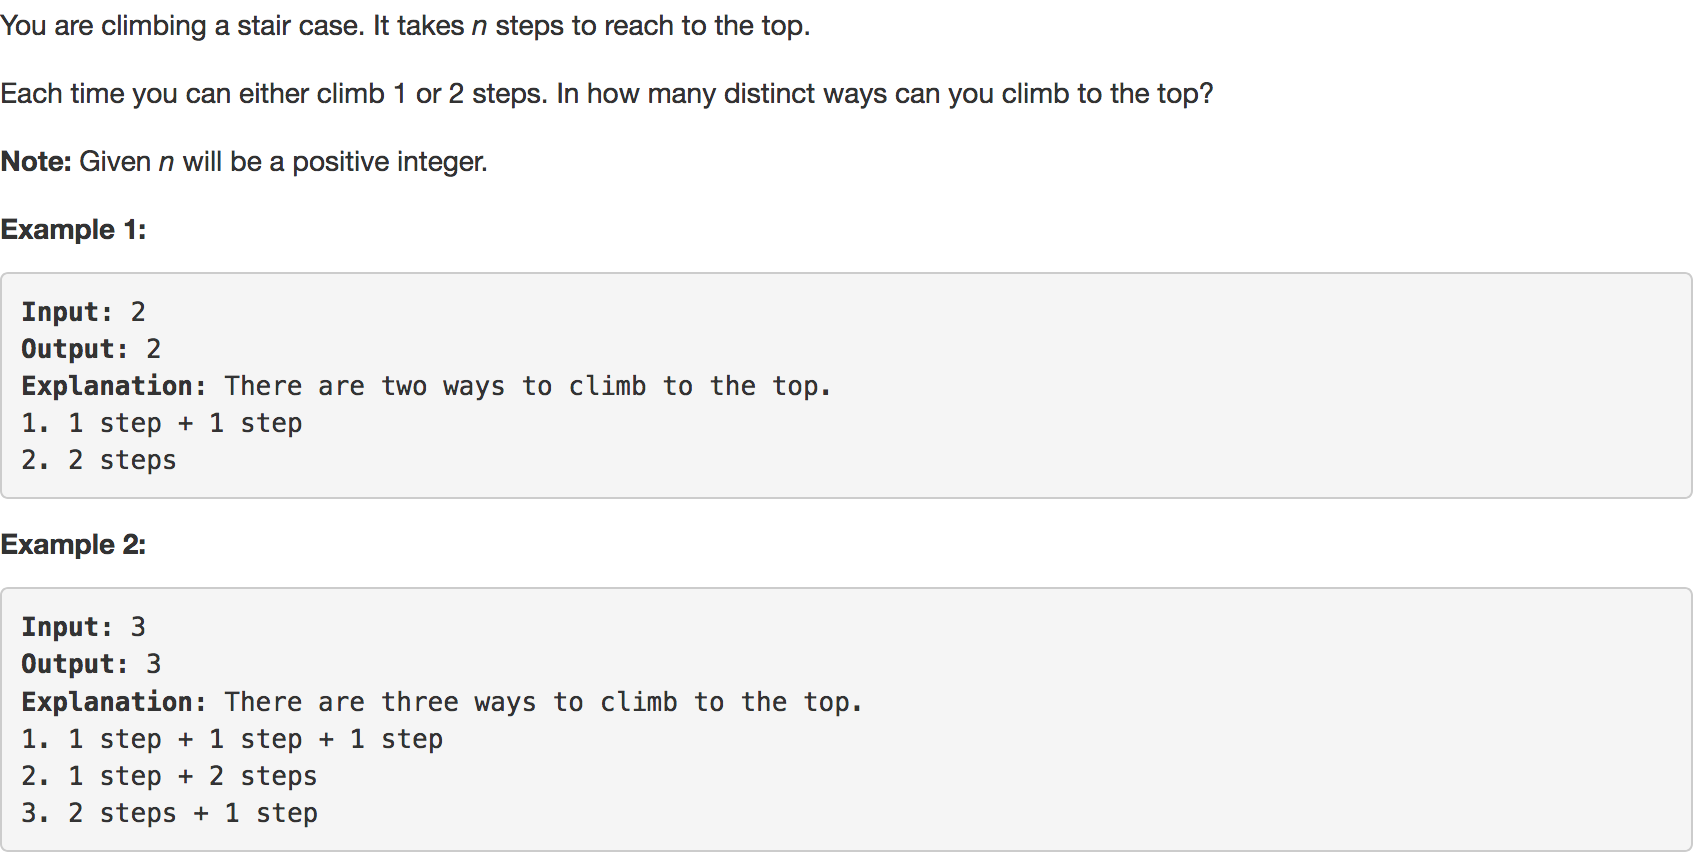 You are climbing a stair case. It takes n steps to reach to the top.
Each time you can either climb 1 or 2 steps. In how many distinct ways can you climb to the top?
Note: Given n will be a positive integer.
Example 1:
Input: 2
Output: 2
Explanation: There are two ways to climb to the top.
1. 1 step + 1 step
2. 2 steps
Example 2:
Input: 3
Output: 3
Explanation: There are three ways to climb to the top.
1. 1 step + 1 step + 1 step
2. 1 step + 2 steps
3. 2 steps + 1 step